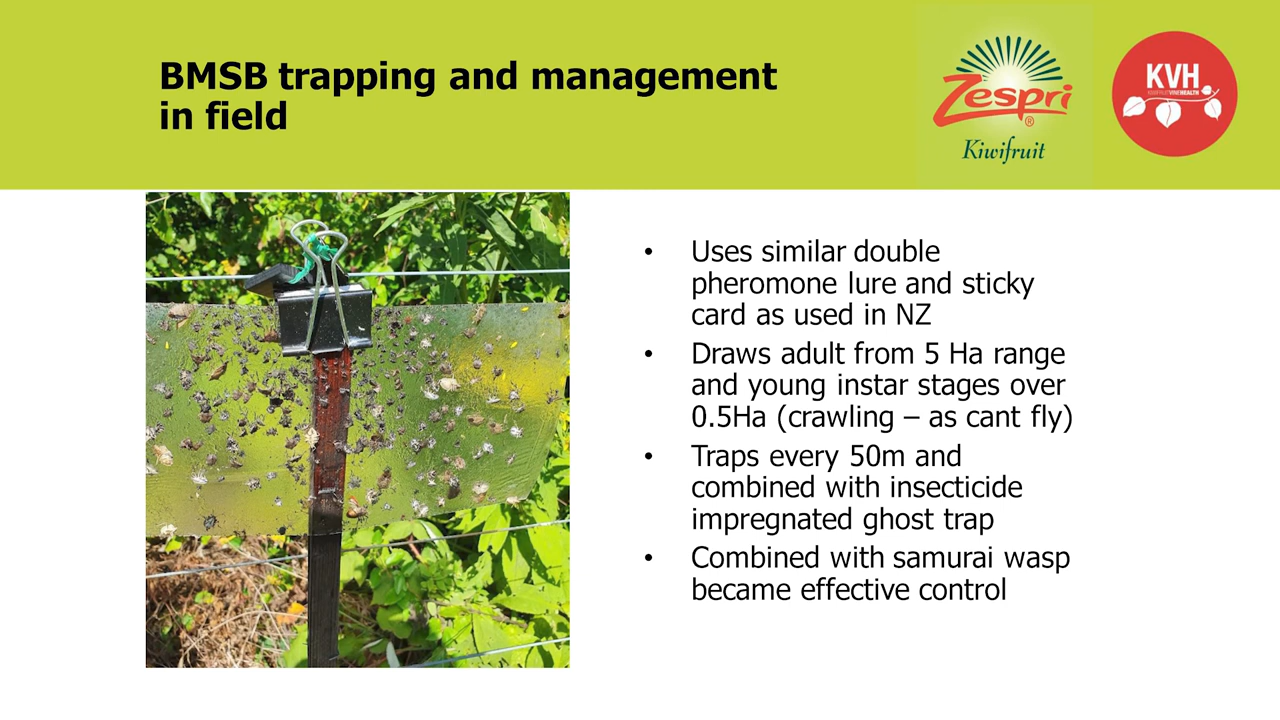 BMSB trapping and management
in field
Zespri
®
Kiwifruit
KVH
KIWIFRUITVINEHEALTH
• Uses similar double
pheromone lure and sticky
card as used in NZ
• Draws adult from 5 Ha range
and young instar stages over
0.5Ha (crawling – as cant fly)
• Traps every 50m and
combined with insecticide
impregnated ghost trap
• Combined with samurai wasp
became effective control